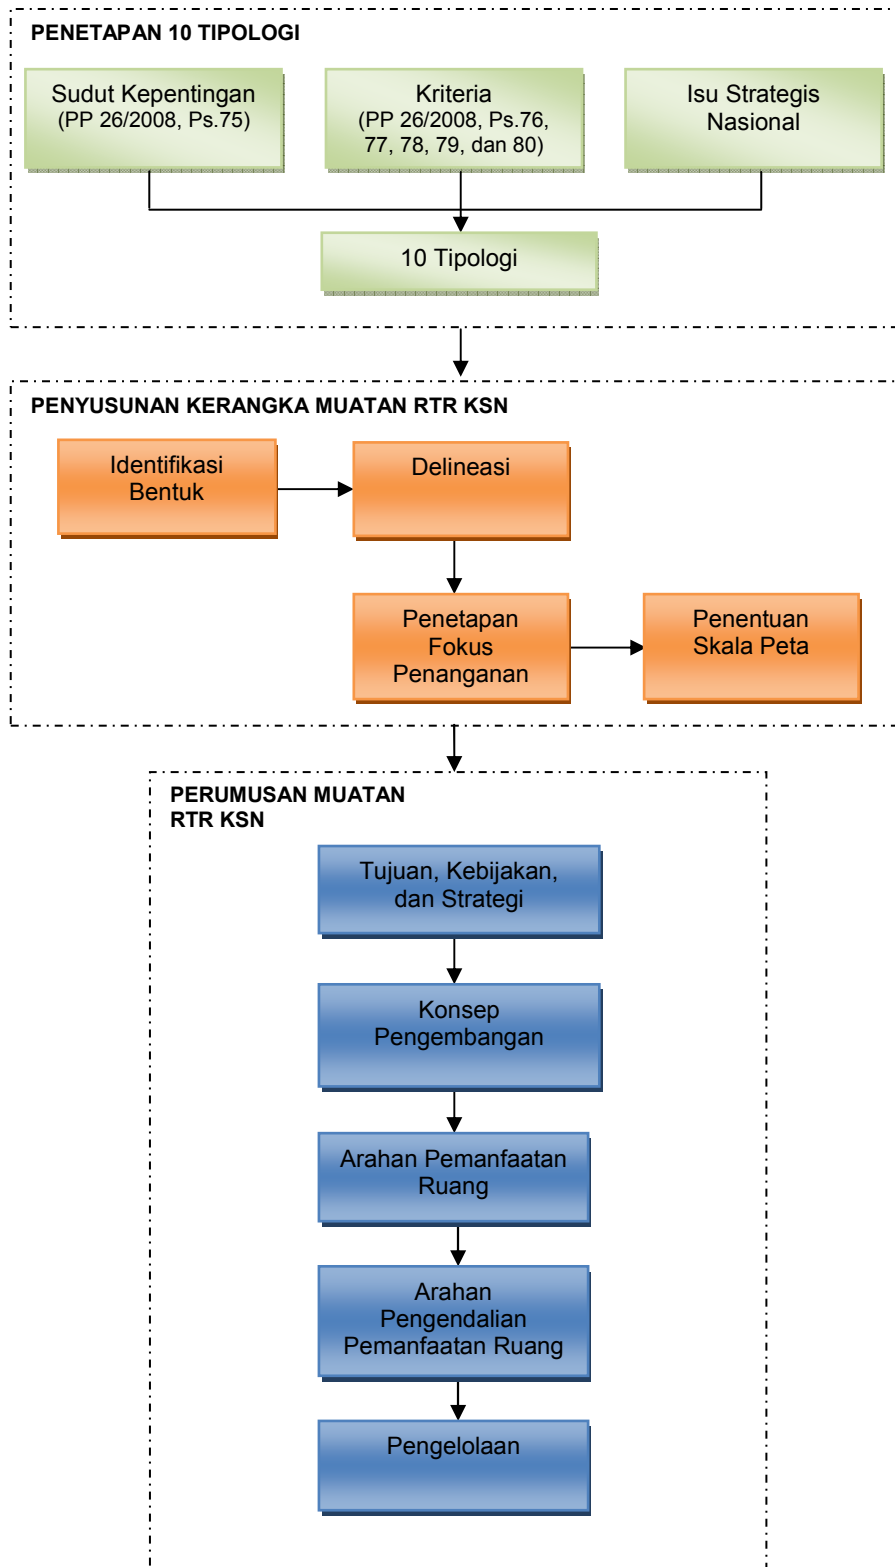 PENETAPAN 10 TIPOLOGI
Sudut Kepentingan
(PP 26/2008, Ps.75)
Kriteria
(PP 26/2008, Ps.76,
77, 78, 79, dan 80)
Isu Strategis
Nasional
10 Tipologi
PENYUSUNAN KERANGKA MUATAN RTR KSN
Identifikasi
Bentuk
Delineasi
Penetapan
Fokus
Penanganan
Penentuan
Skala Peta
PERUMUSAN MUATAN
RTR KSN
Tujuan, Kebijakan,
dan Strategi
Konsep
Pengembangan
Arahan Pemanfaatan
Ruang
Arahan
Pengendalian
Pemanfaatan Ruang
Pengelolaan